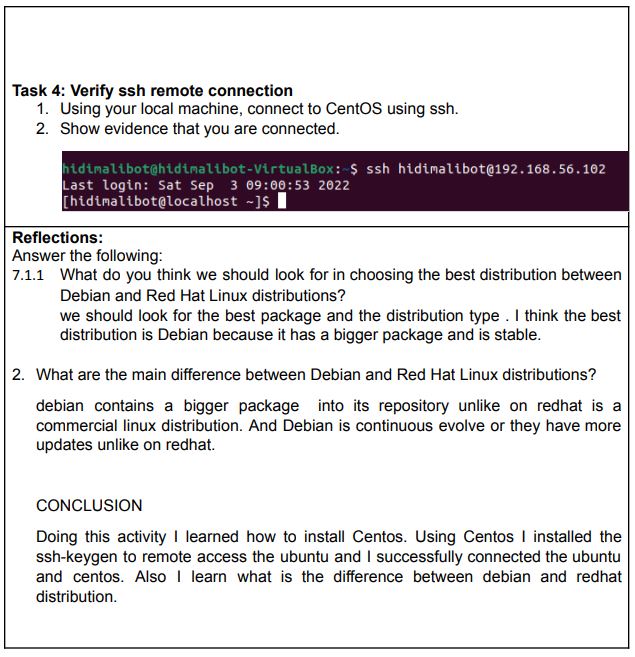 Task 4: Verify ssh remote connection
1. Using your local machine, connect to CentOS using ssh.
2. Show evidence that you are connected.
hidimalibot@hidimalibot-VirtualBox:~$ ssh hidimalibot@192.168.56.102
Last login: Sat Sep  3 09:00:53 2022
[hidimalibot@localhost ~]$
Reflections:
Answer the following:
7.1.1 What do you think we should look for in choosing the best distribution between
Debian and Red Hat Linux distributions?
we should look for the best package and the distribution type . I think the best
distribution is Debian because it has a bigger package and is stable.
2. What are the main difference between Debian and Red Hat Linux distributions?
debian contains a bigger package into its repository unlike on redhat is a
commercial linux distribution. And Debian is continuous evolve or they have more
updates unlike on redhat.
CONCLUSION
Doing this activity I learned how to install Centos. Using Centos I installed the
ssh-keygen to remote access the ubuntu and I successfully connected the ubuntu
and centos. Also I learn what is the difference between debian and redhat
distribution.